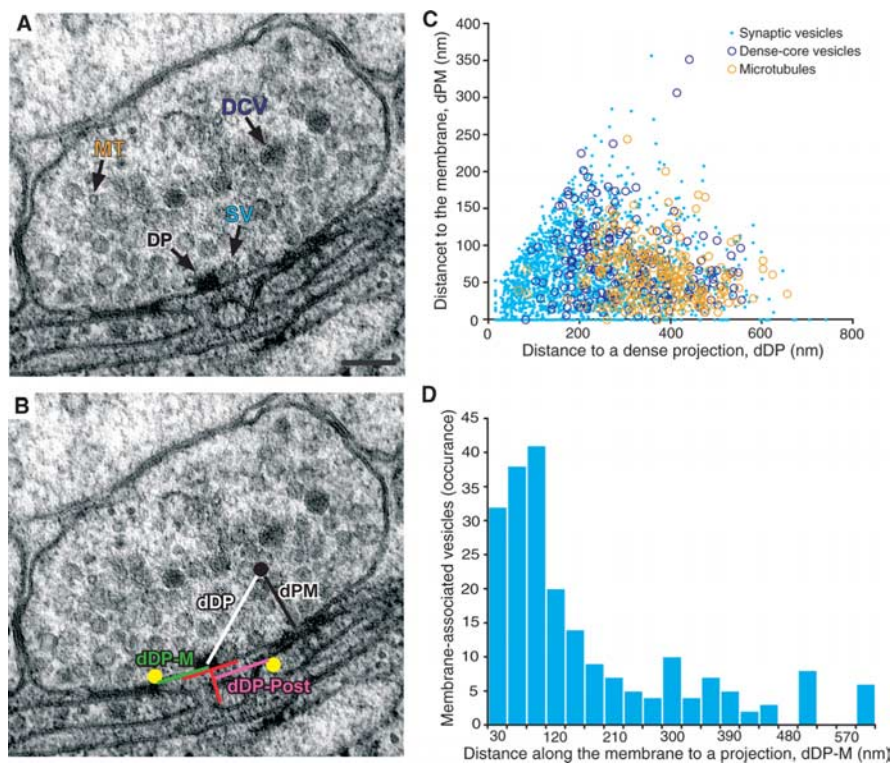 A
MT
DCV
SV
DP
B
dDP
dPM
dDP-M
dDP-Post
C
Distancet to the membrane, dPM (nm)
400
350
300
250
200
150
100
50
0
0 200 400 600 800
Distance to a dense projection, dDP (nm)
Synaptic vesicles
Dense-core vesicles
Microtubules
D
Membrane-associated vesicles (occurance)
45
40
35
30
25
20
15
10
5
0
30 120 210 300 390 480 570
Distance along the membrane to a projection, dDP-M (nm)